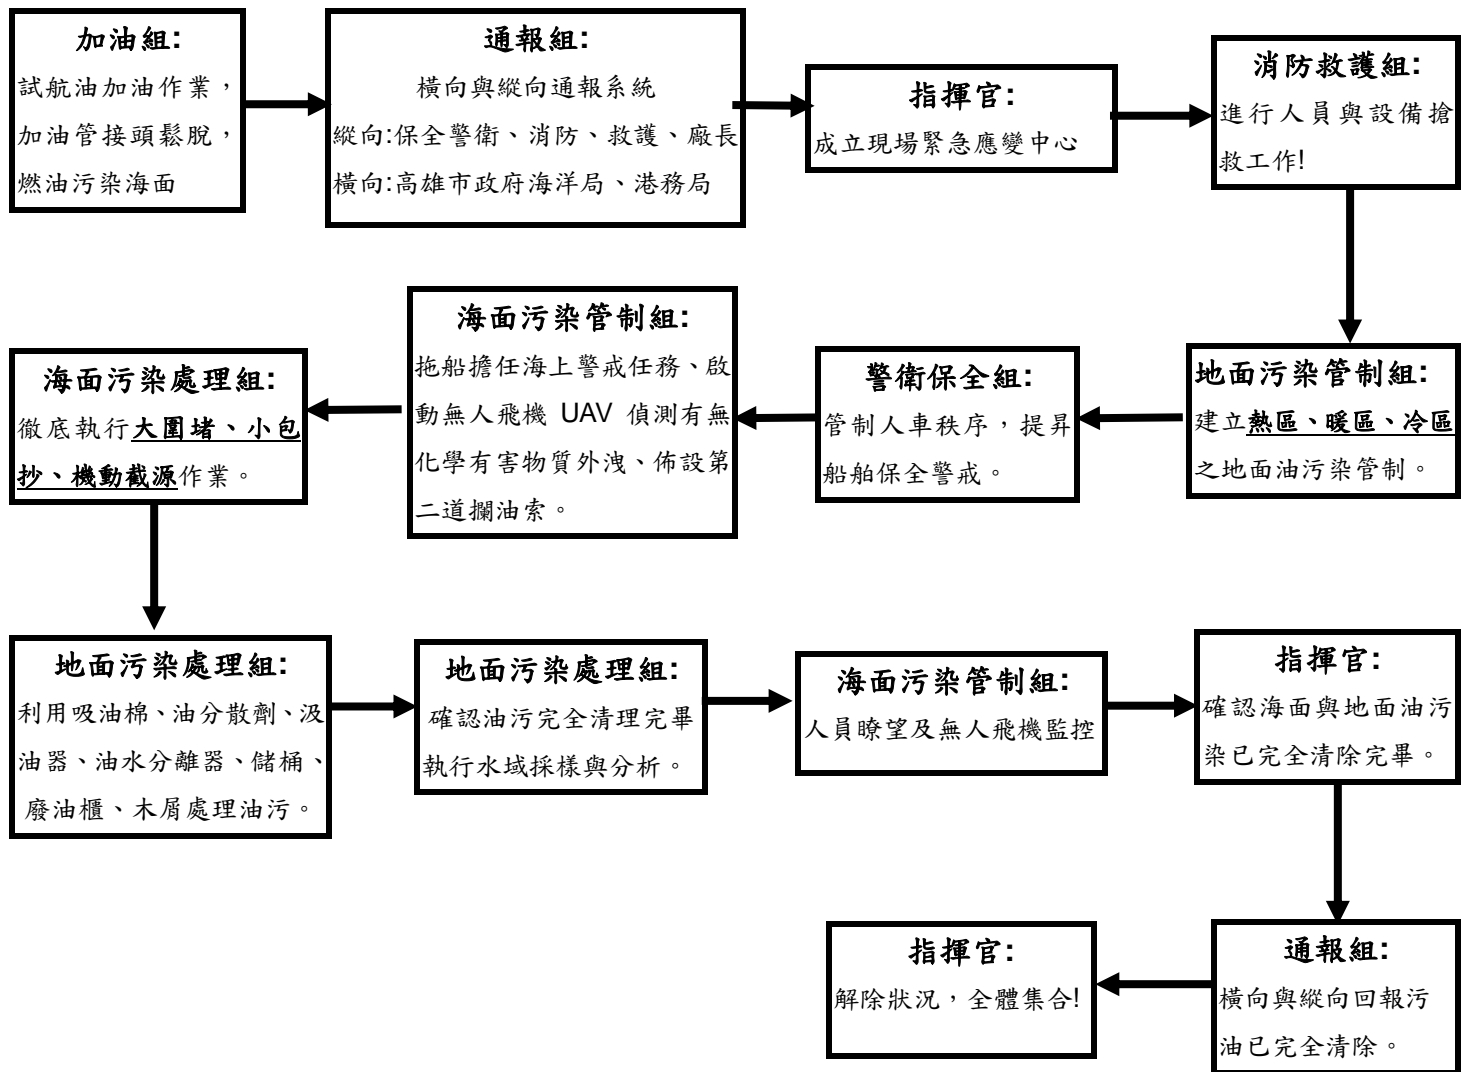 加油組:
試航油加油作業，
加油管接頭鬆脫，
燃油污染海面
通報組:
橫向與縱向通報系統
縱向:保全警衛、消防、救護、廠長
橫向:高雄市政府海洋局、港務局
指揮官:
成立現場緊急應變中心
消防救護組:
進行人員與設備搶
救工作!
地面污染管制組:
建立熱區、暖區、冷區
之地面油污染管制。
警衛保全組:
管制人車秩序，提昇
船舶保全警戒。
海面污染管制組:
拖船擔任海上警戒任務、啟
動無人飛機 UAV 偵測有無
化學有害物質外洩、佈設第
二道攔油索。
海面污染處理組:
徹底執行大圍堵、小包
抄、機動截源作業。
地面污染處理組:
利用吸油棉、油分散劑、汲
油器、油水分離器、儲桶、
廢油櫃、木屑處理油污。
地面污染處理組:
確認油污完全清理完畢
執行水域採樣與分析。
海面污染管制組:
人員瞭望及無人飛機監控
指揮官:
確認海面與地面油污
染已完全清除完畢。
通報組:
橫向與縱向回報污
油已完全清除。
指揮官:
解除狀況，全體集合!